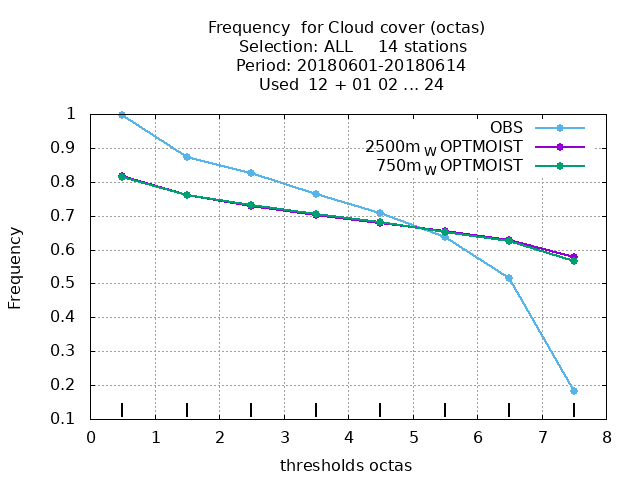 Frequency  for Cloud cover (octas)
Selection: ALL     14 stations
Period: 20180601-20180614
Used  12 + 01 02 ... 24
OBS
2500m_W OPTMOIST
750m_W OPTMOIST
1
0.9
0.8
0.7
0.6
0.5
0.4
0.3
0.2
0.1
Frequency
0 1 2 3 4 5 6 7 8
thresholds octas